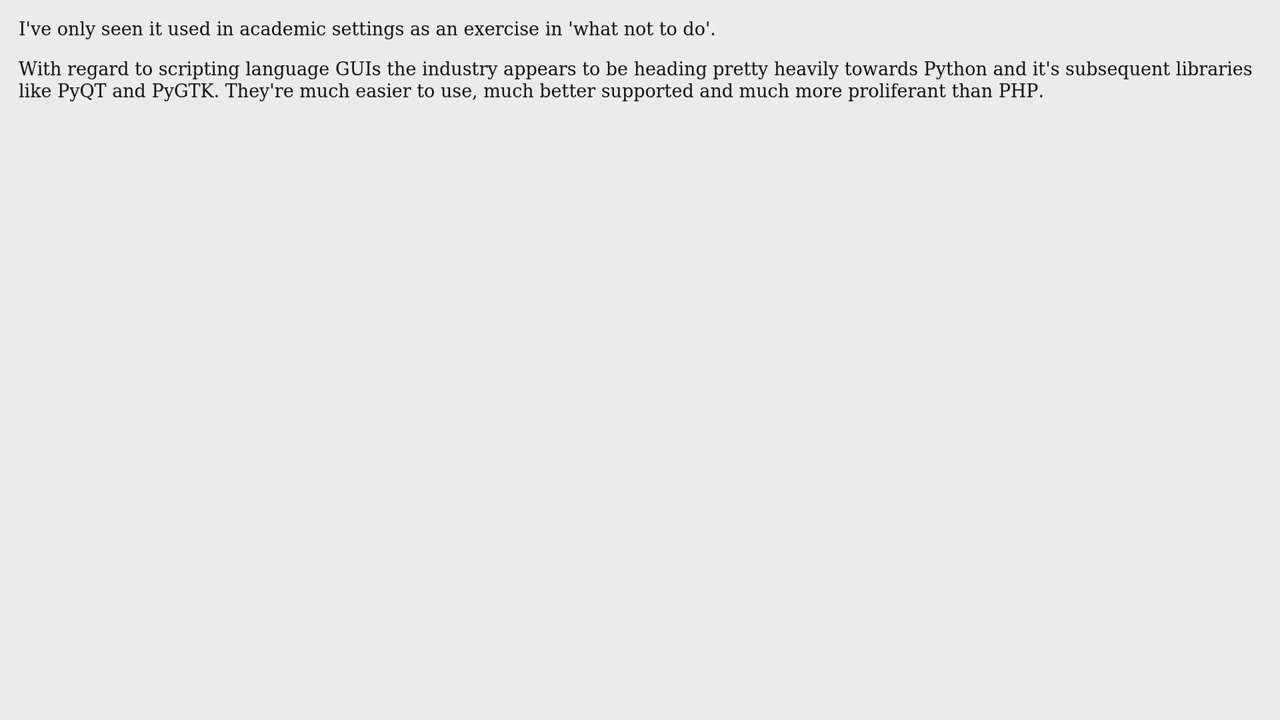 I've only seen it used in academic settings as an exercise in 'what not to do'.
With regard to scripting language GUIs the industry appears to be heading pretty heavily towards Python and it's subsequent libraries
like PyQT and PyGTK. They're much easier to use, much better supported and much more proliferant than PHP.